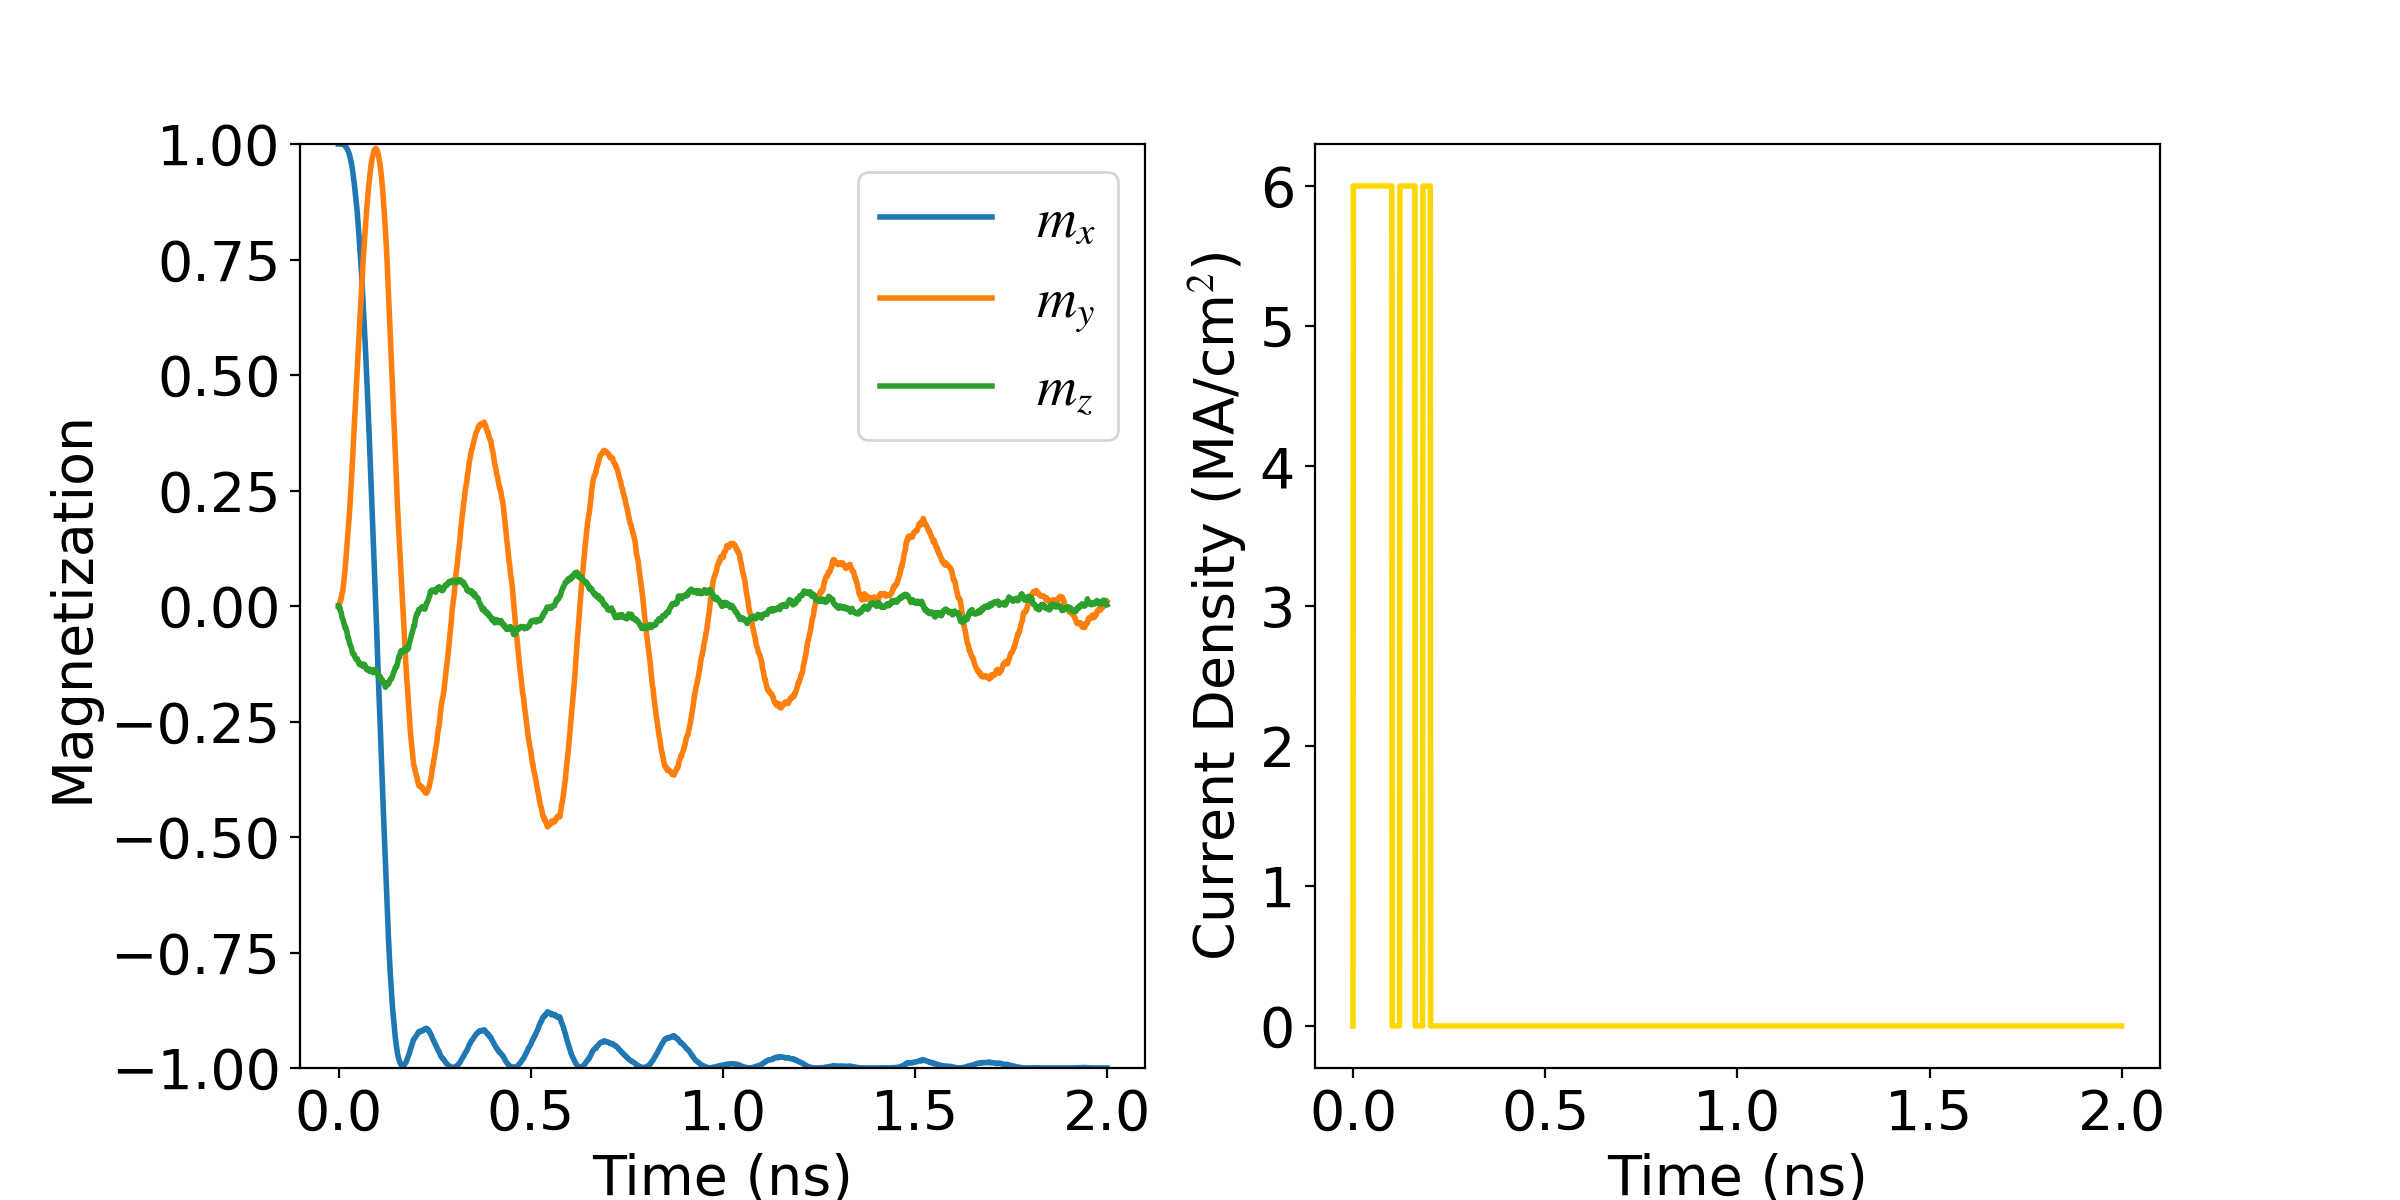 1.00
0.75
0.50
0.25
0.00
−0.25
−0.50
−0.75
−1.00
Magnetization
0.0 0.5 1.0 1.5 2.0
Time (ns)
m_x
m_y
m_z
6
5
4
3
2
1
0
Current Density (MA/cm²)
0.0 0.5 1.0 1.5 2.0
Time (ns)